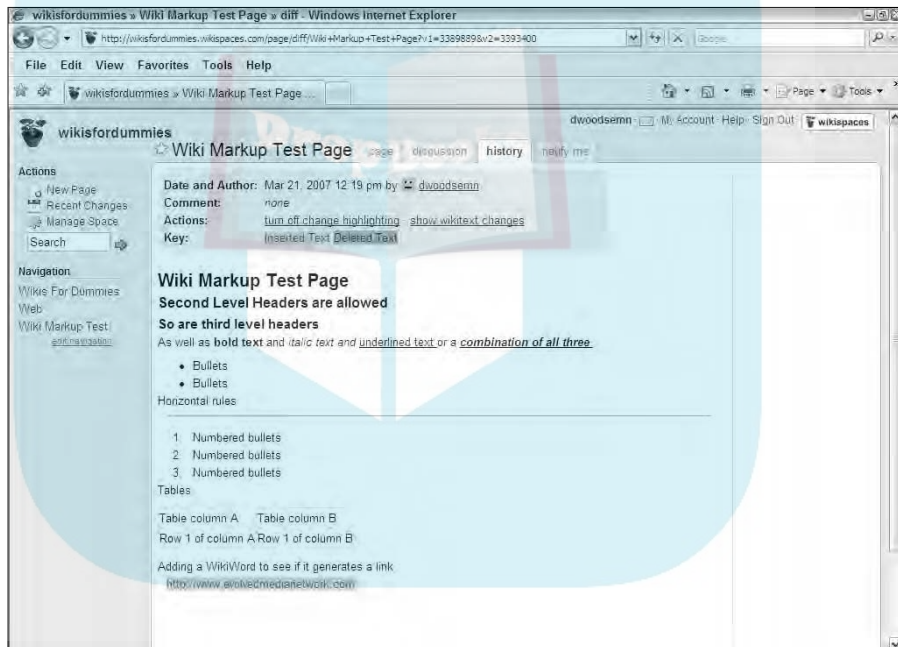 wikisfordummies » Wiki Markup Test Page » diff - Windows Internet Explorer
http://wikisfordummies.wikispaces.com/page/diff/Wiki+Markup+Test+Page?v1=3389889&v2=3393400 Google
File Edit View Favorites Tools Help
wikisfordummies » Wiki Markup Test Page ... Page Tools
dwoodsemn · My Account · Help · Sign Out · wikispaces
wikisfordummies
Wiki Markup Test Page page discussion history notify me
Actions
New Page
Recent Changes
Manage Space
Search
Navigation
Wikis For Dummies
Web
Wiki Markup Test
edit navigation
Date and Author: Mar 21, 2007 12:19 pm by dwoodsemn
Comment: none
Actions: turn off change highlighting show wikitext changes
Key: Inserted Text Deleted Text
Wiki Markup Test Page
Second Level Headers are allowed
So are third level headers
As well as bold text and italic text and underlined text or a combination of all three
• Bullets
• Bullets
Horizontal rules
1. Numbered bullets
2. Numbered bullets
3. Numbered bullets
Tables
Table column A Table column B
Row 1 of column A Row 1 of column B
Adding a WikiWord to see if it generates a link
http://www.evolvedmedianetwork.com